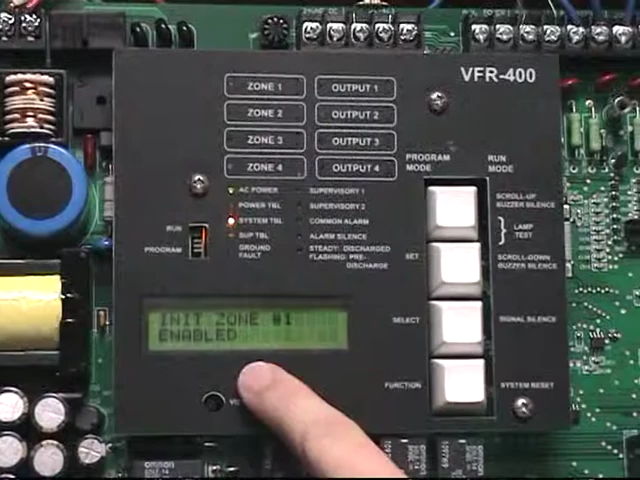 VFR-400
ZONE 1
OUTPUT 1
ZONE 2
OUTPUT 2
ZONE 3
OUTPUT 3
ZONE 4
OUTPUT 4
PROGRAM MODE
RUN MODE
AC POWER
SUPERVISORY 1
POWER TBL
SUPERVISORY 2
SYSTEM TBL
COMMON ALARM
SUP TBL
ALARM SILENCE
GROUND FAULT
STEADY: DISCHARGED
FLASHING: PRE-DISCHARGE
RUN
PROGRAM
SCROLL-UP
BUZZER SILENCE
LAMP TEST
SET
SCROLL-DOWN
BUZZER SILENCE
SELECT
SIGNAL SILENCE
FUNCTION
SYSTEM RESET
INIT ZONE #1
ENABLED